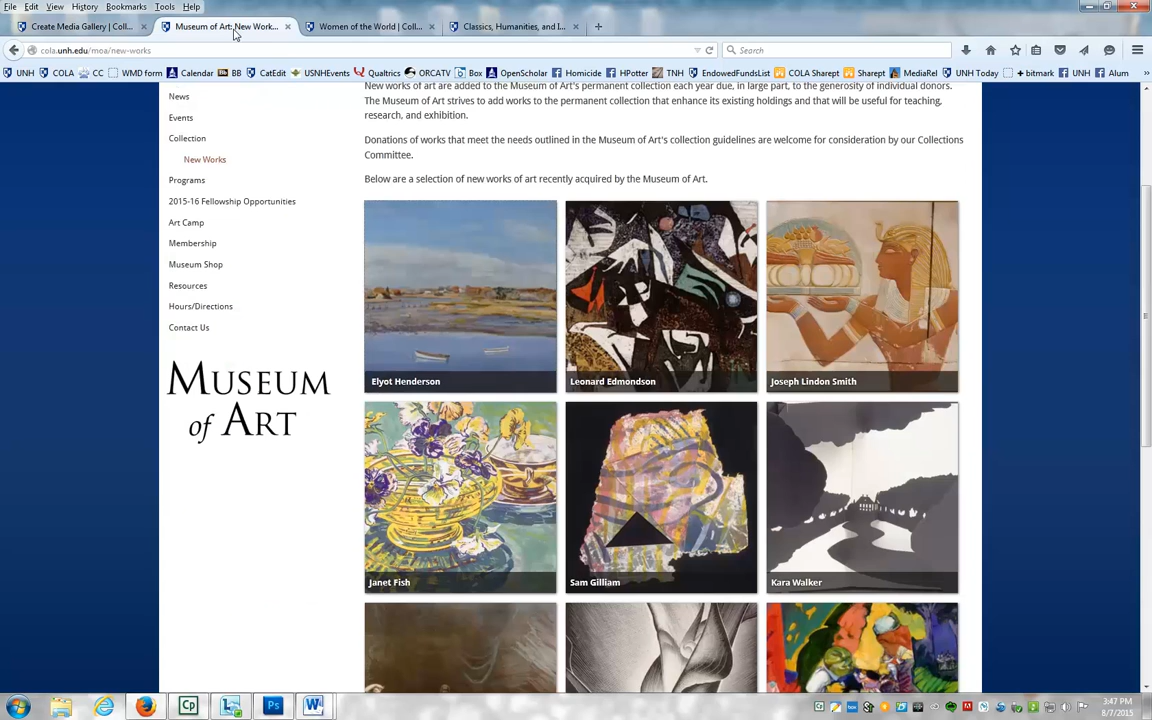 File Edit View History Bookmarks Tools Help
Create Media Gallery | Coll... Museum of Art: New Work... Women of the World | Coll... Classics, Humanities, and I...
cola.unh.edu/moa/new-works Search
UNH COLA CC WMD form Calendar BB CatEdit USNHEvents Qualtrics ORCATV Box OpenScholar Homicide HPotter TNH EndowedFundsList COLA Sharept Sharept MediaRel UNH Today + bitmark UNH Alum
New works of art are added to the Museum of Art's permanent collection each year due, in large part, to the generosity of individual donors.
The Museum of Art strives to add works to the permanent collection that enhance its existing holdings and that will be useful for teaching,
research, and exhibition.
Donations of works that meet the needs outlined in the Museum of Art's collection guidelines are welcome for consideration by our Collections
Committee.
Below are a selection of new works of art recently acquired by the Museum of Art.
News
Events
Collection
New Works
Programs
2015-16 Fellowship Opportunities
Art Camp
Membership
Museum Shop
Resources
Hours/Directions
Contact Us
MUSEUM
of ART
Elyot Henderson
Leonard Edmondson
Joseph Lindon Smith
Janet Fish
Sam Gilliam
Kara Walker
3:47 PM
8/7/2015